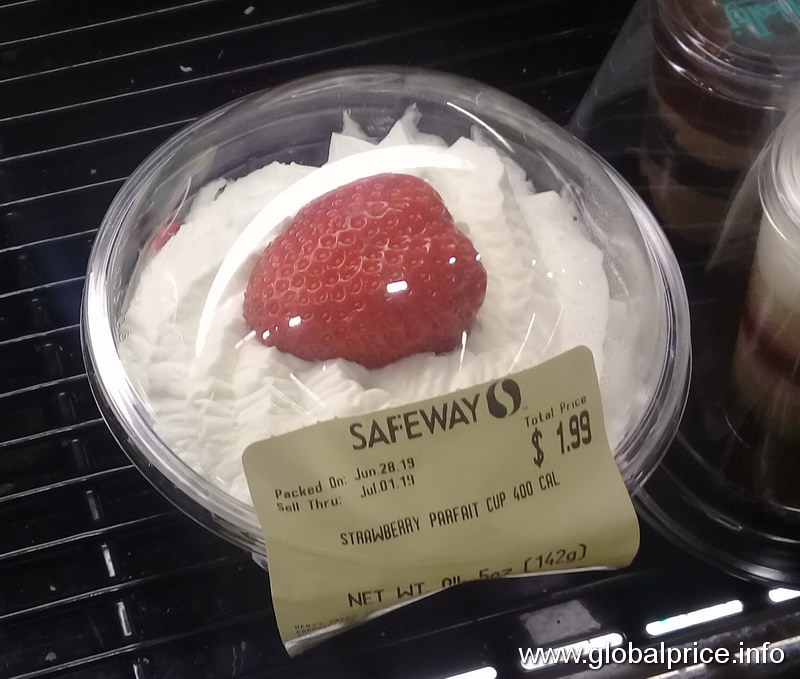 SAFEWAY
Total Price
$ 1.99
Packed On: Jun.28.19
Sell Thru: Jul.01.19
STRAWBERRY PARFAIT CUP 400 CAL
NET WT. 0lb 5oz [142g]
www.globalprice.info